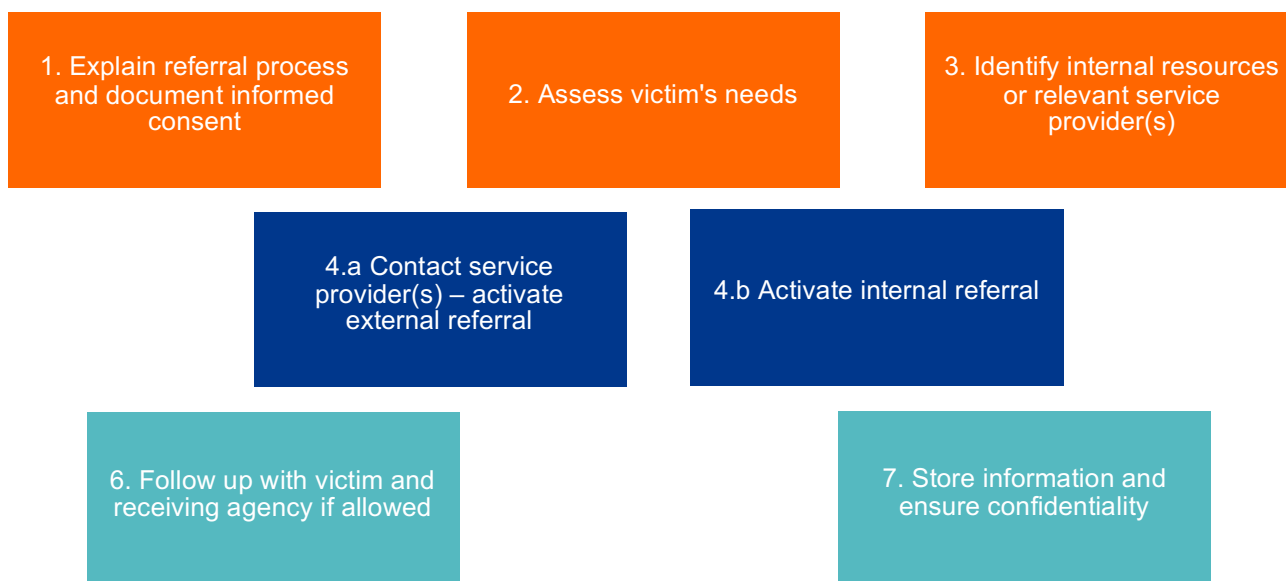 1. Explain referral process
and document informed
consent
2. Assess victim's needs
3. Identify internal resources
or relevant service
provider(s)
4.a Contact service
provider(s) – activate
external referral
4.b Activate internal referral
6. Follow up with victim and
receiving agency if allowed
7. Store information and
ensure confidentiality